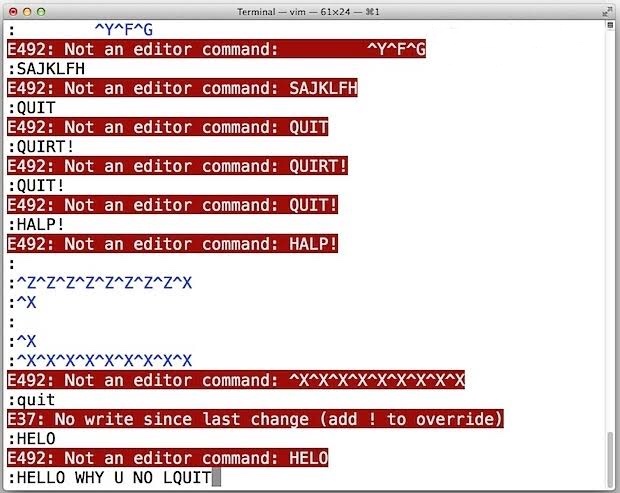 Terminal — vim — 61×24 — ⌘1
:        ^Y^F^G
E492: Not an editor command:         ^Y^F^G
:SAJKLFH
E492: Not an editor command: SAJKLFH
:QUIT
E492: Not an editor command: QUIT
:QUIRT!
E492: Not an editor command: QUIRT!
:QUIT!
E492: Not an editor command: QUIT!
:HALP!
E492: Not an editor command: HALP!
:
:^Z^Z^Z^Z^Z^Z^Z^Z^X
:^X
:
:^X
:^X^X^X^X^X^X^X^X^X
E492: Not an editor command: ^X^X^X^X^X^X^X^X^X
:quit
E37: No write since last change (add ! to override)
:HELO
E492: Not an editor command: HELO
:HELLO WHY U NO LQUIT